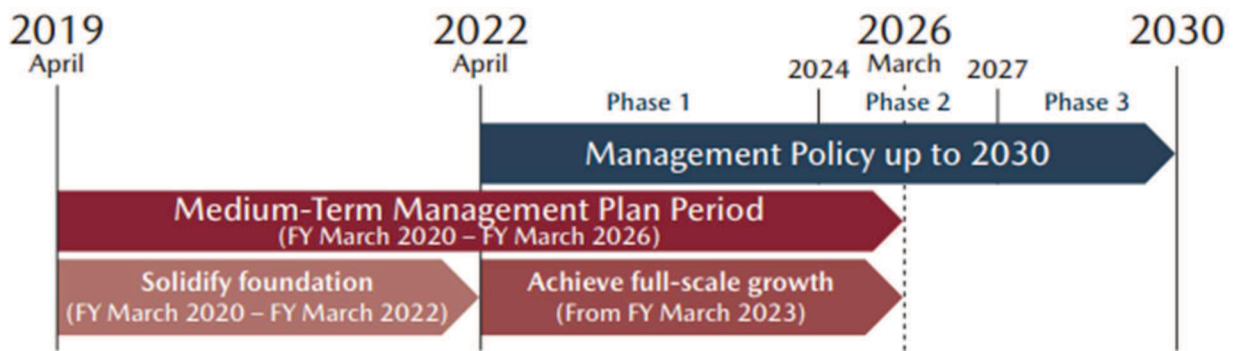 2019
April
2022
April
2024
2026
March
2027
2030
Phase 1
Phase 2
Phase 3
Management Policy up to 2030
Medium-Term Management Plan Period
(FY March 2020 – FY March 2026)
Solidify foundation
(FY March 2020 – FY March 2022)
Achieve full-scale growth
(From FY March 2023)